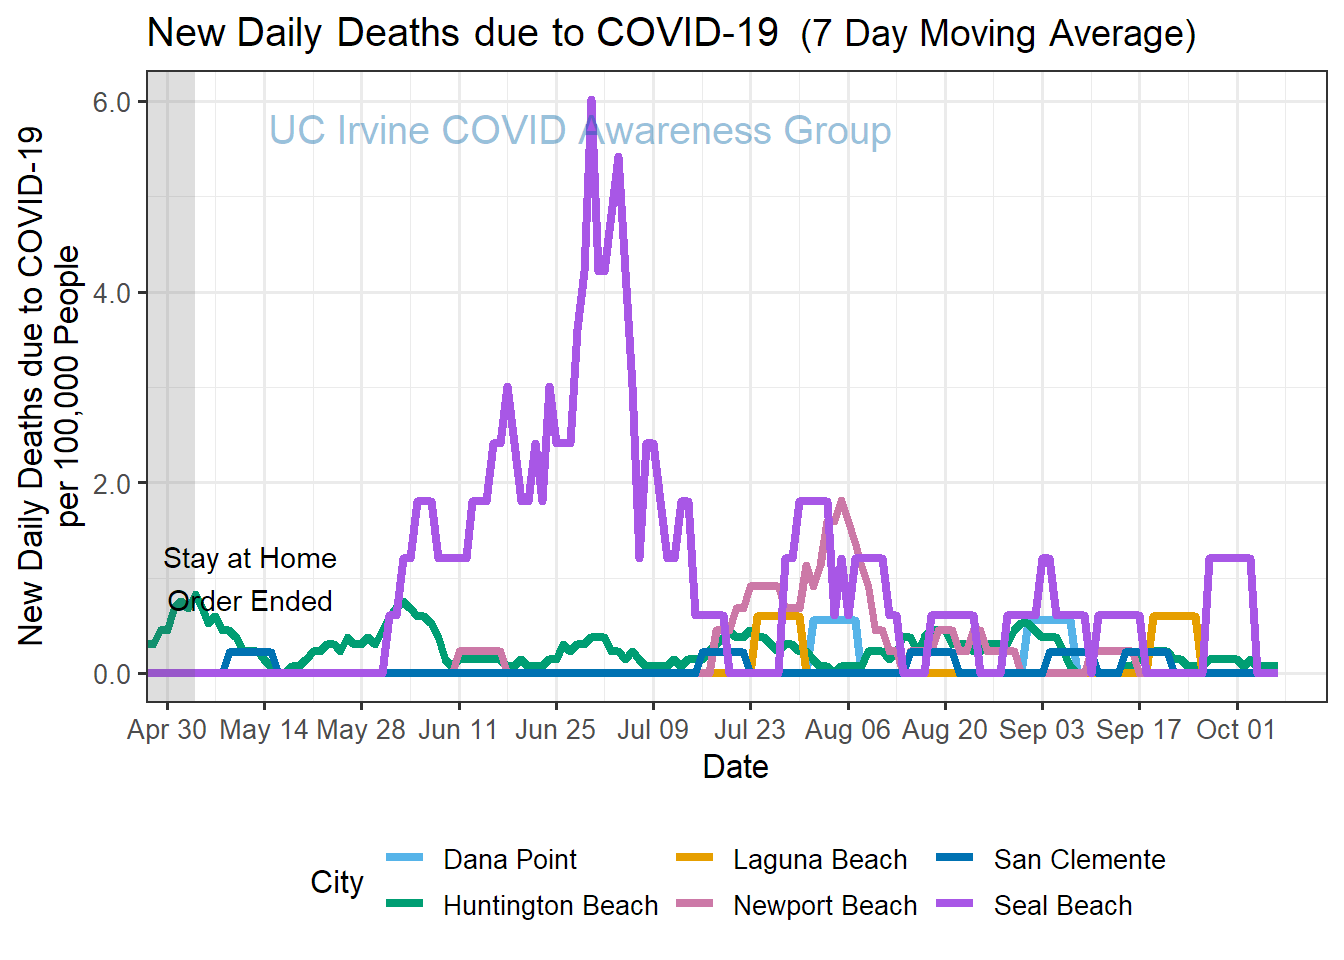 New Daily Deaths due to COVID-19 (7 Day Moving Average)
New Daily Deaths due to COVID-19
per 100,000 People
6.0
4.0
2.0
0.0
UC Irvine COVID Awareness Group
Stay at Home
Order Ended
Apr 30 May 14 May 28 Jun 11 Jun 25 Jul 09 Jul 23 Aug 06 Aug 20 Sep 03 Sep 17 Oct 01
Date
City
Dana Point Laguna Beach San Clemente
Huntington Beach Newport Beach Seal Beach